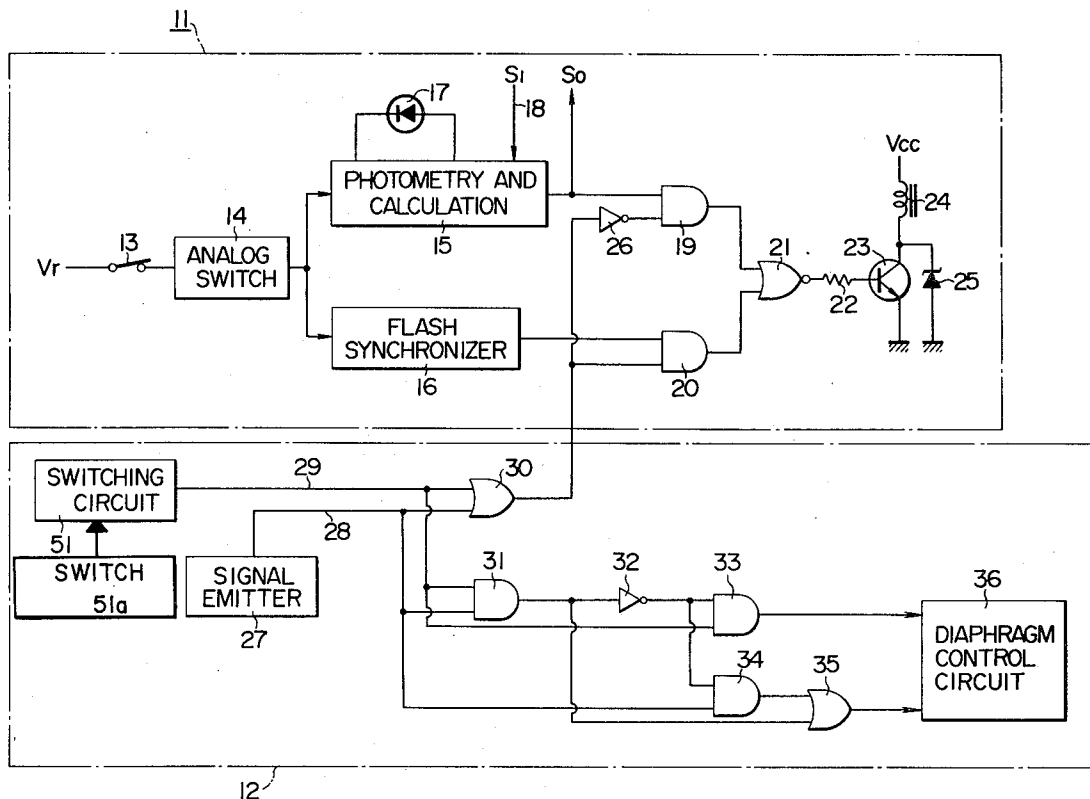 11
17
S1
So
18
Vcc
PHOTOMETRY AND
CALCULATION
15
24
14
13
Vr
ANALOG
SWITCH
26
19
21
23
22
25
FLASH
SYNCHRONIZER
16
20
SWITCHING
CIRCUIT
51
29
30
28
SWITCH
51a
SIGNAL
EMITTER
27
31
32
33
34
35
36
DIAPHRAGM
CONTROL
CIRCUIT
12